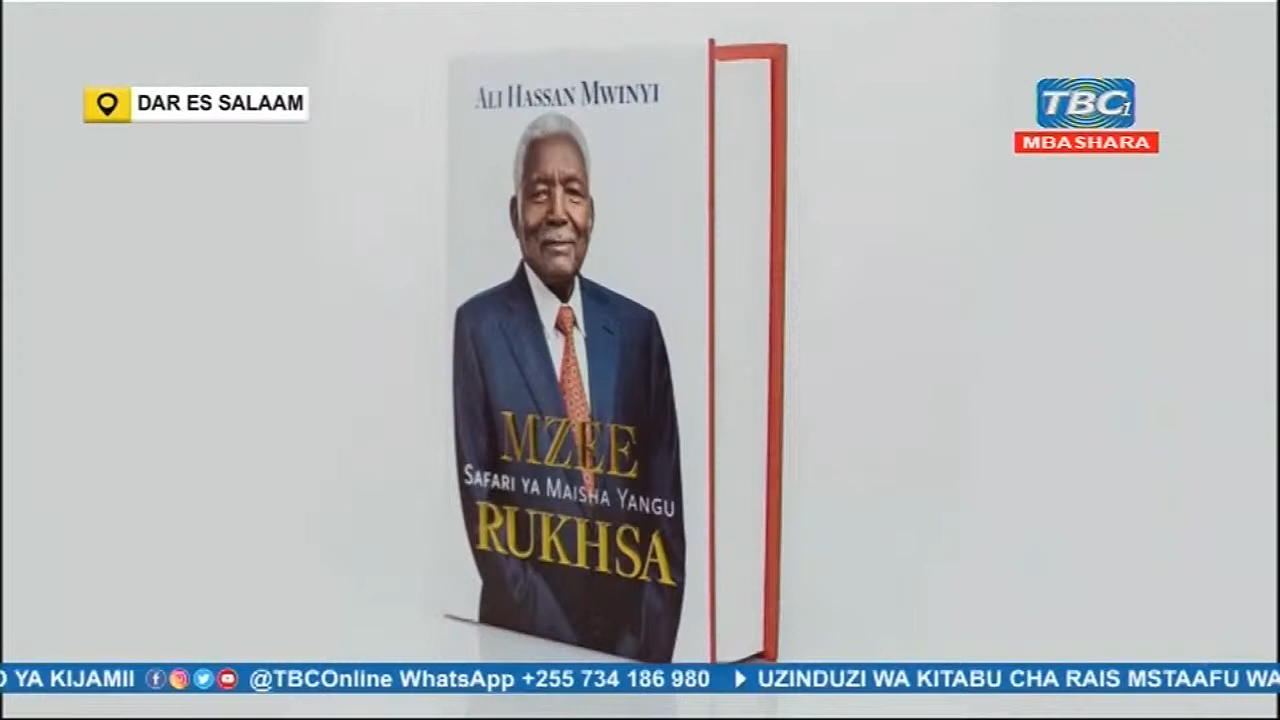 DAR ES SALAAM
TBC1
MBASHARA
ALI HASSAN MWINYI
MZEE
SAFARI YA MAISHA YANGU
RUKHSA
YA KIJAMII @TBCOnline WhatsApp +255 734 186 980 UZINDUZI WA KITABU CHA RAIS MSTAAFU WA